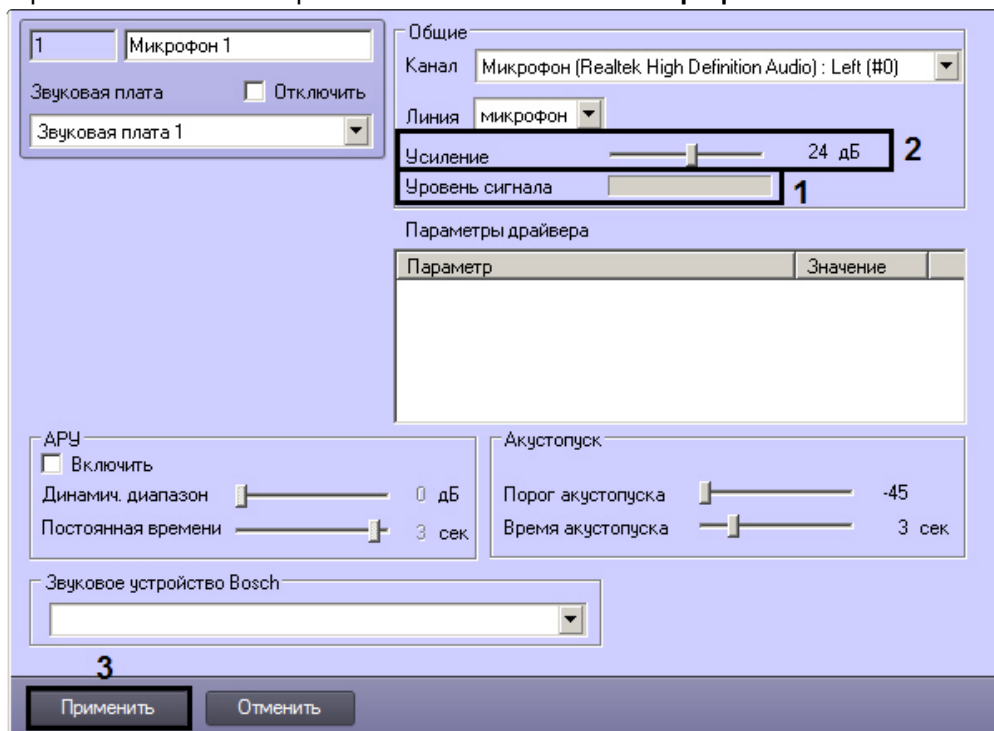 1
Микрофон 1
Звуковая плата
Отключить
Звуковая плата 1
Общие
Канал
Микрофон (Realtek High Definition Audio) : Left (#0)
Линия
микрофон
Усиление
24 дБ
2
Уровень сигнала
1
Параметры драйвера
Параметр
Значение
АРУ
Включить
Динамич. диапазон
0 дБ
Постоянная времени
3 сек
Акустопуск
Порог акустопуска
-45
Время акустопуска
3 сек
Звуковое устройство Bosch
3
Применить
Отменить